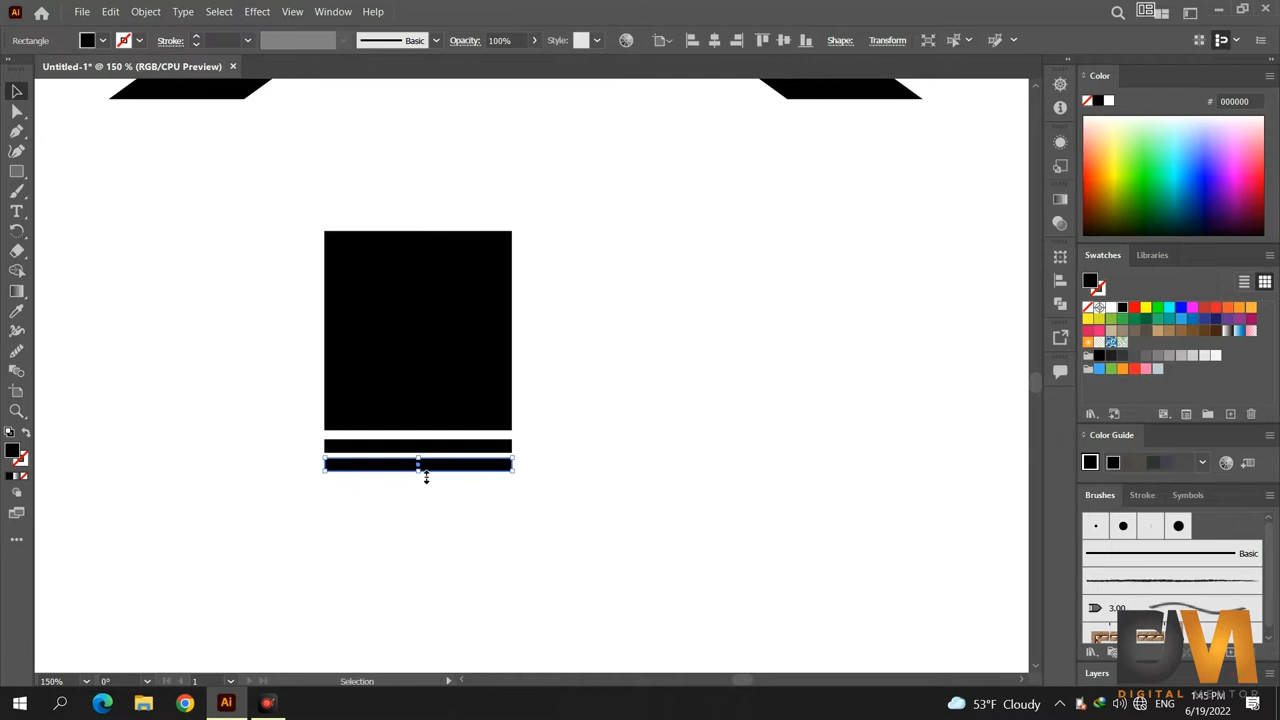 File Edit Object Type Select Effect View Window Help
Rectangle Stroke: Basic Opacity: 100% Style: Shape: Transform
Untitled-1* @ 150 % (RGB/CPU Preview)
Color
# 000000
Swatches Libraries
Color Guide
Brushes Stroke Symbols
Basic
3.00
Layers
150% 0° 1 Selection
DIGITAL MENTOR
53°F Cloudy ENG 1:45 PM
6/19/2022